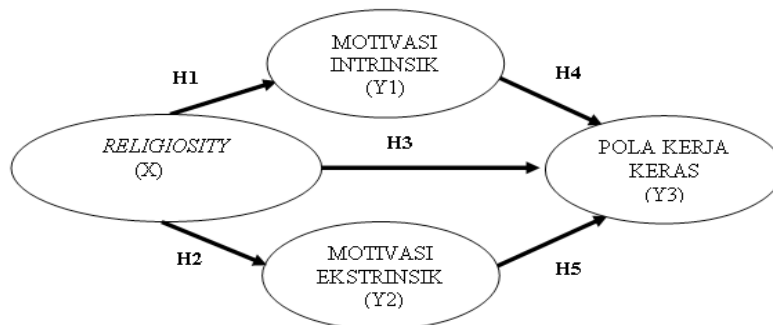 MOTIVASI
INTRINSIK
(Y1)
H1
H4
RELIGIOSITY
(X)
H3
POLA KERJA
KERAS
(Y3)
H2
MOTIVASI
EKSTRINSIK
(Y2)
H5